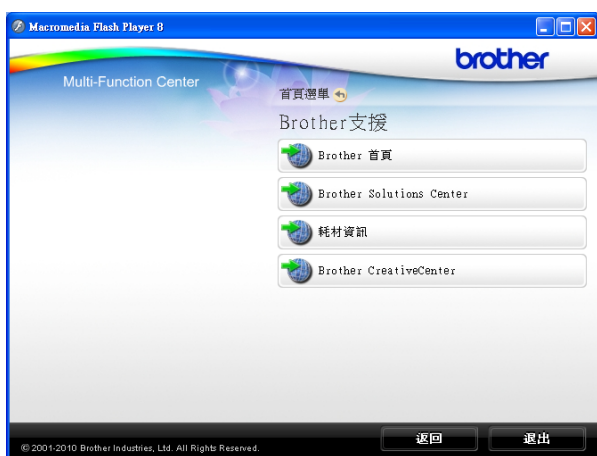 Macromedia Flash Player 8
brother
Multi-Function Center
首頁選單
Brother支援
Brother 首頁
Brother Solutions Center
耗材資訊
Brother CreativeCenter
返回
退出
© 2001-2010 Brother Industries, Ltd. All Rights Reserved.